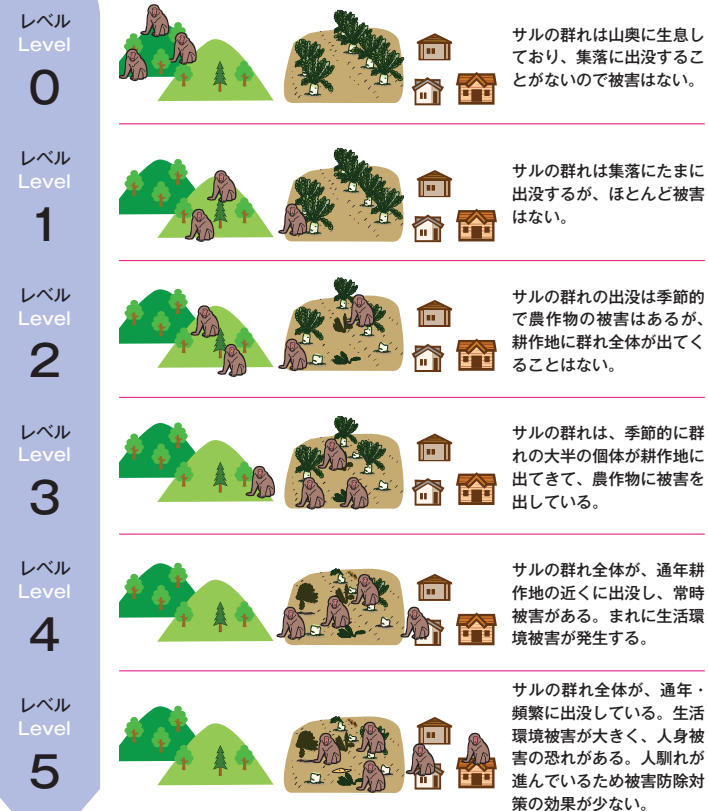 レベル
Level
0
サルの群れは山奥に生息し
ており、集落に出没するこ
とがないので被害はない。
レベル
Level
1
サルの群れは集落にたまに
出没するが、ほとんど被害
はない。
レベル
Level
2
サルの群れの出没は季節的
で農作物の被害はあるが、
耕作地に群れ全体が出てく
ることはない。
レベル
Level
3
サルの群れは、季節的に群
れの大半の個体が耕作地に
出てきて、農作物に被害を
出している。
レベル
Level
4
サルの群れ全体が、通年耕
作地の近くに出没し、常時
被害がある。まれに生活環
境被害が発生する。
レベル
Level
5
サルの群れ全体が、通年・
頻繁に出没している。生活
環境被害が大きく、人身被
害の恐れがある。人馴れが
進んでいるため被害防除対
策の効果が少ない。